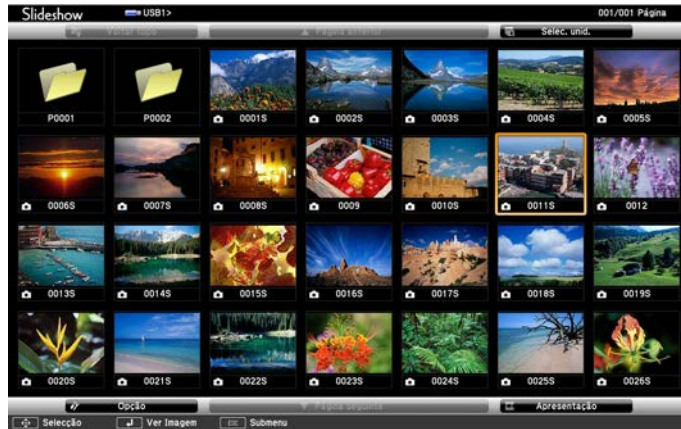 Slideshow USB1> 001/001 Página
Voltar topo Página anterior Selec. unid.
P0001 P0002 0001S 0002S 0003S 0004S 0005S
0006S 0007S 0008S 0009 0010S 0011S 0012
0013S 0014S 0015S 0016S 0017S 0018S 0019S
0020S 0021S 0022S 0023S 0024S 0025S 0026S
Opção Página seguinte Apresentação
Selecção Ver Imagem Esc Submenu